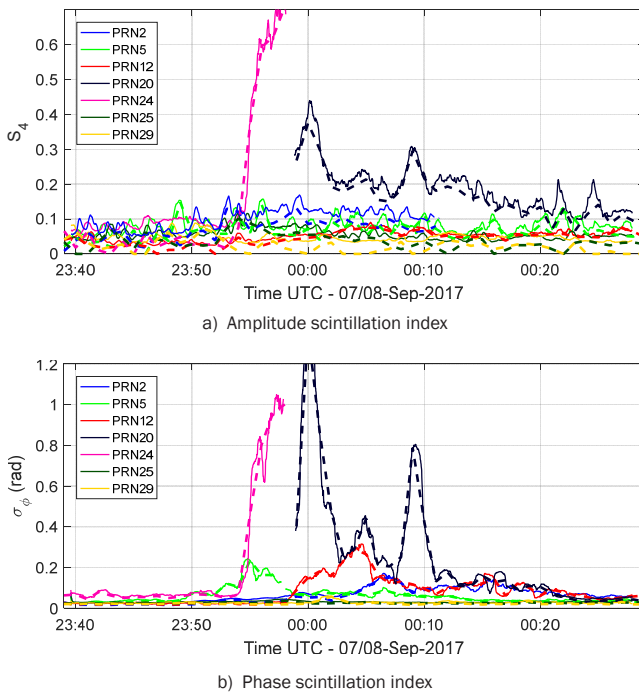 0.6
0.5
0.4
0.3
0.2
0.1
0
S4
PRN2
PRN5
PRN12
PRN20
PRN24
PRN25
PRN29
23:40 23:50 00:00 00:10 00:20
Time UTC - 07/08-Sep-2017
a) Amplitude scintillation index
1.2
1
0.8
0.6
0.4
0.2
0
σϕ (rad)
PRN2
PRN5
PRN12
PRN20
PRN24
PRN25
PRN29
23:40 23:50 00:00 00:10 00:20
Time UTC - 07/08-Sep-2017
b) Phase scintillation index